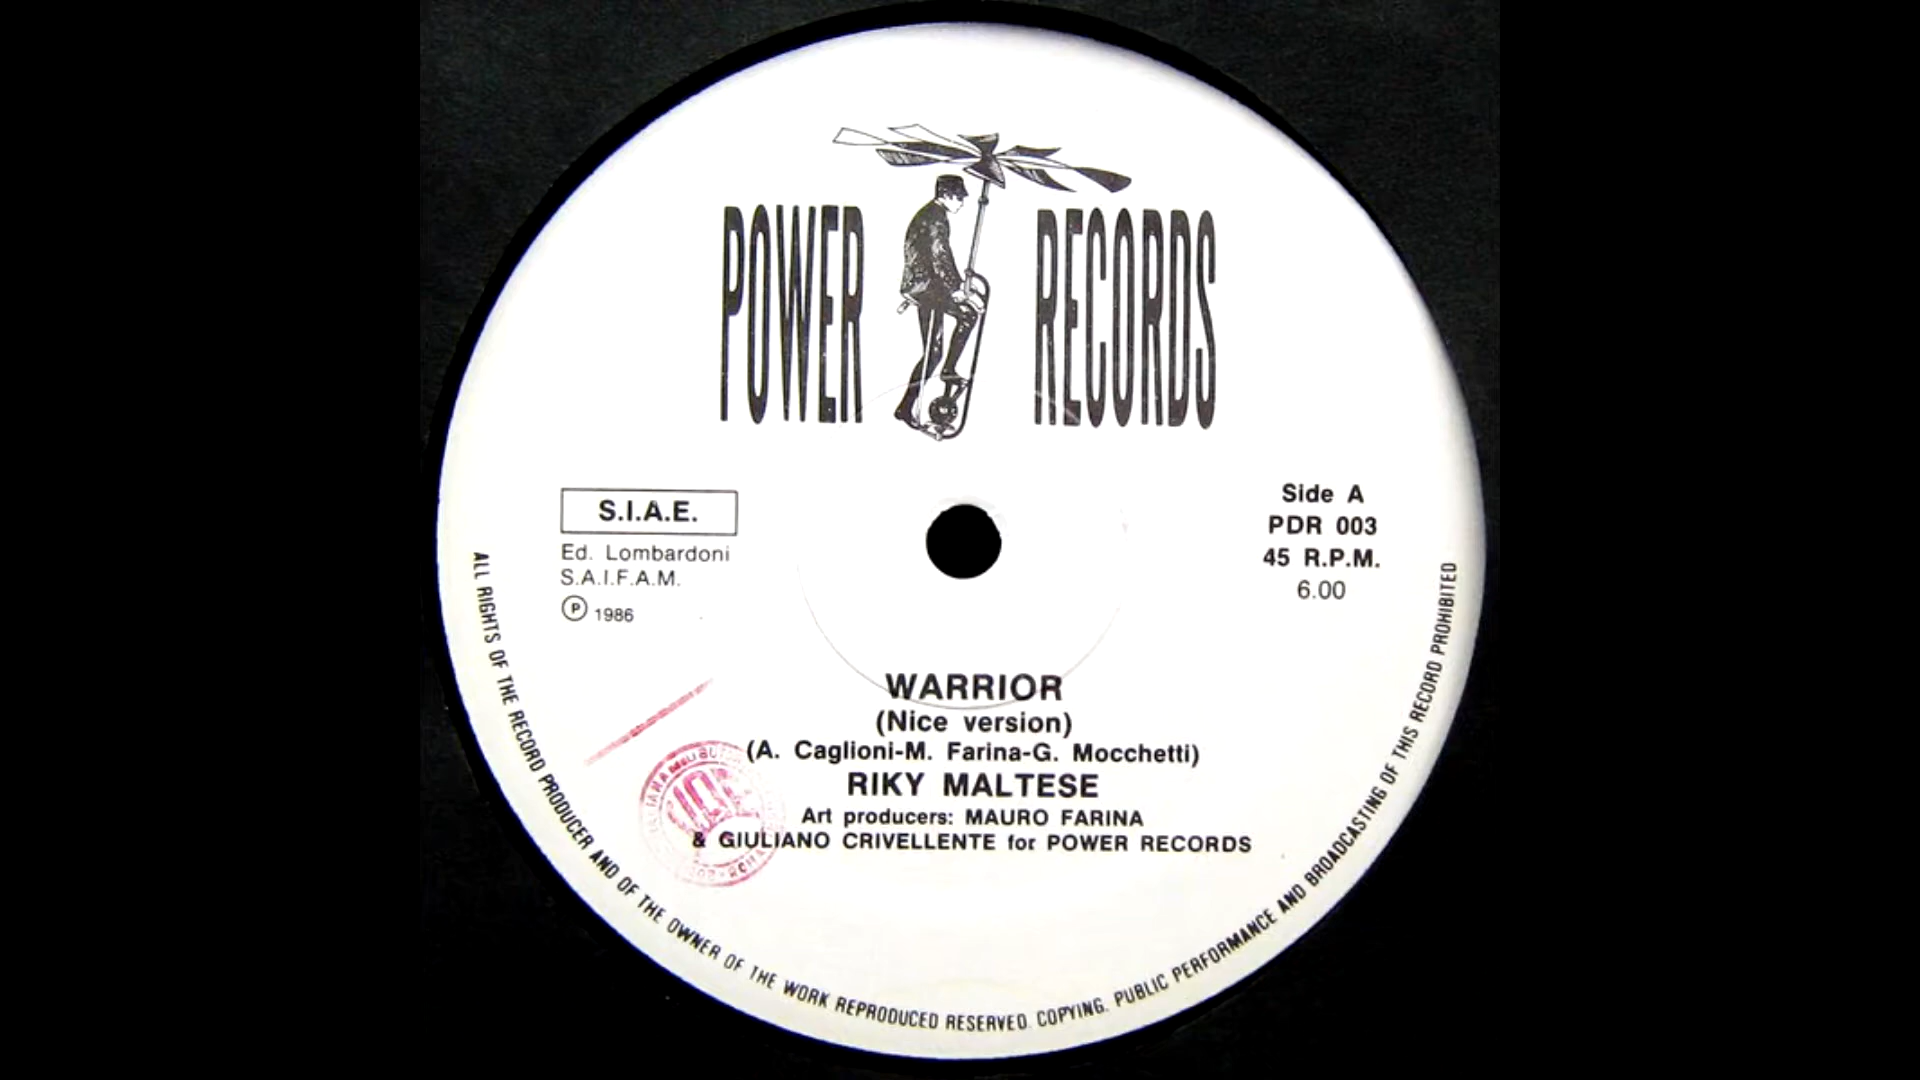 POWER RECORDS
S.I.A.E.
Ed. Lombardoni
S.A.I.F.A.M.
Ⓟ 1986
Side A
PDR 003
45 R.P.M.
6.00
WARRIOR
(Nice version)
(A. Caglioni-M. Farina-G. Mocchetti)
RIKY MALTESE
Art producers: MAURO FARINA
& GIULIANO CRIVELLENTE for POWER RECORDS
ALL RIGHTS OF THE RECORD PRODUCER AND OF THE OWNER OF THE WORK REPRODUCED RESERVED. COPYING. PUBLIC PERFORMANCE AND BROADCASTING OF THIS RECORD PROHIBITED